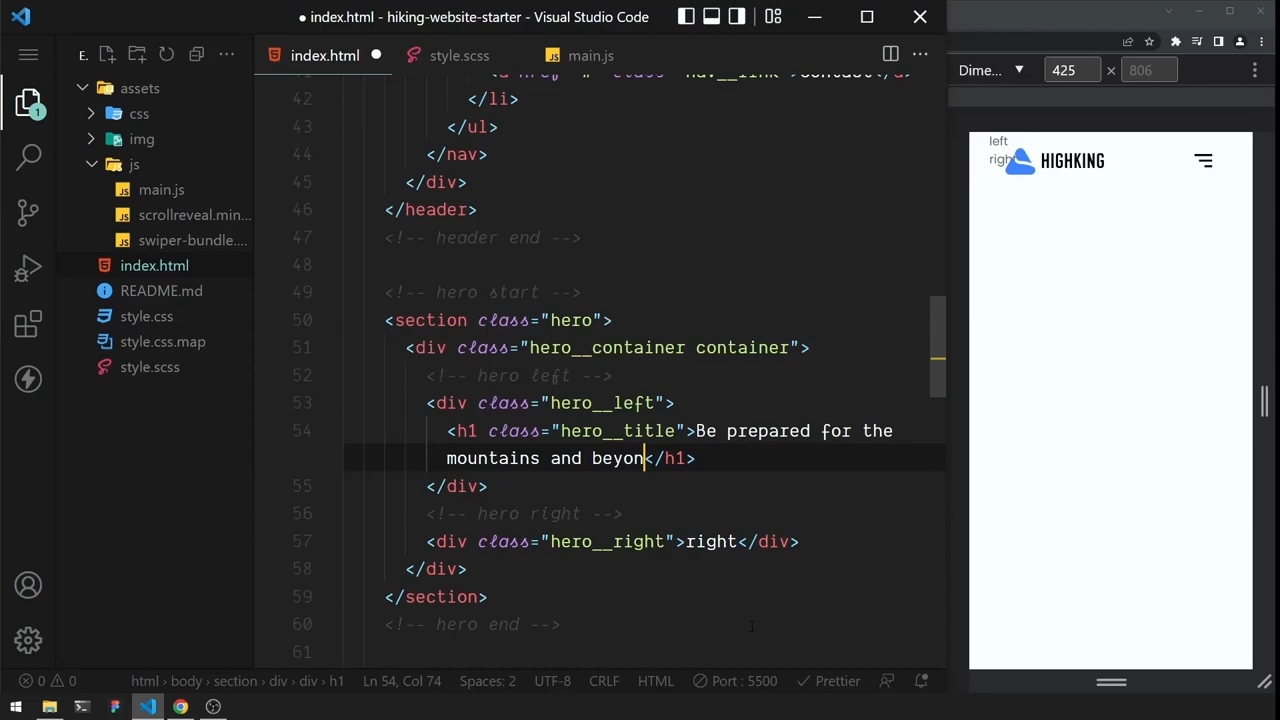 index.html - hiking-website-starter - Visual Studio Code
E.
index.html
style.scss
main.js
assets
css
img
js
main.js
scrollreveal.min...
swiper-bundle....
index.html
README.md
style.css
style.css.map
style.scss
1
42 </li>
43 </ul>
44 </nav>
45 </div>
46 </header>
47 <!-- header end -->
48
49 <!-- hero start -->
50 <section class="hero">
51 <div class="hero__container container">
52 <!-- hero left -->
53 <div class="hero__left">
54 <h1 class="hero__title">Be prepared for the
mountains and beyon</h1>
55 </div>
56 <!-- hero right -->
57 <div class="hero__right">right</div>
58 </div>
59 </section>
60 <!-- hero end -->
61
Dime... 425 × 806
left
right
HIGHKING
0 0 html › body › section › div › div › h1 Ln 54, Col 74 Spaces: 2 UTF-8 CRLF HTML Port : 5500 Prettier